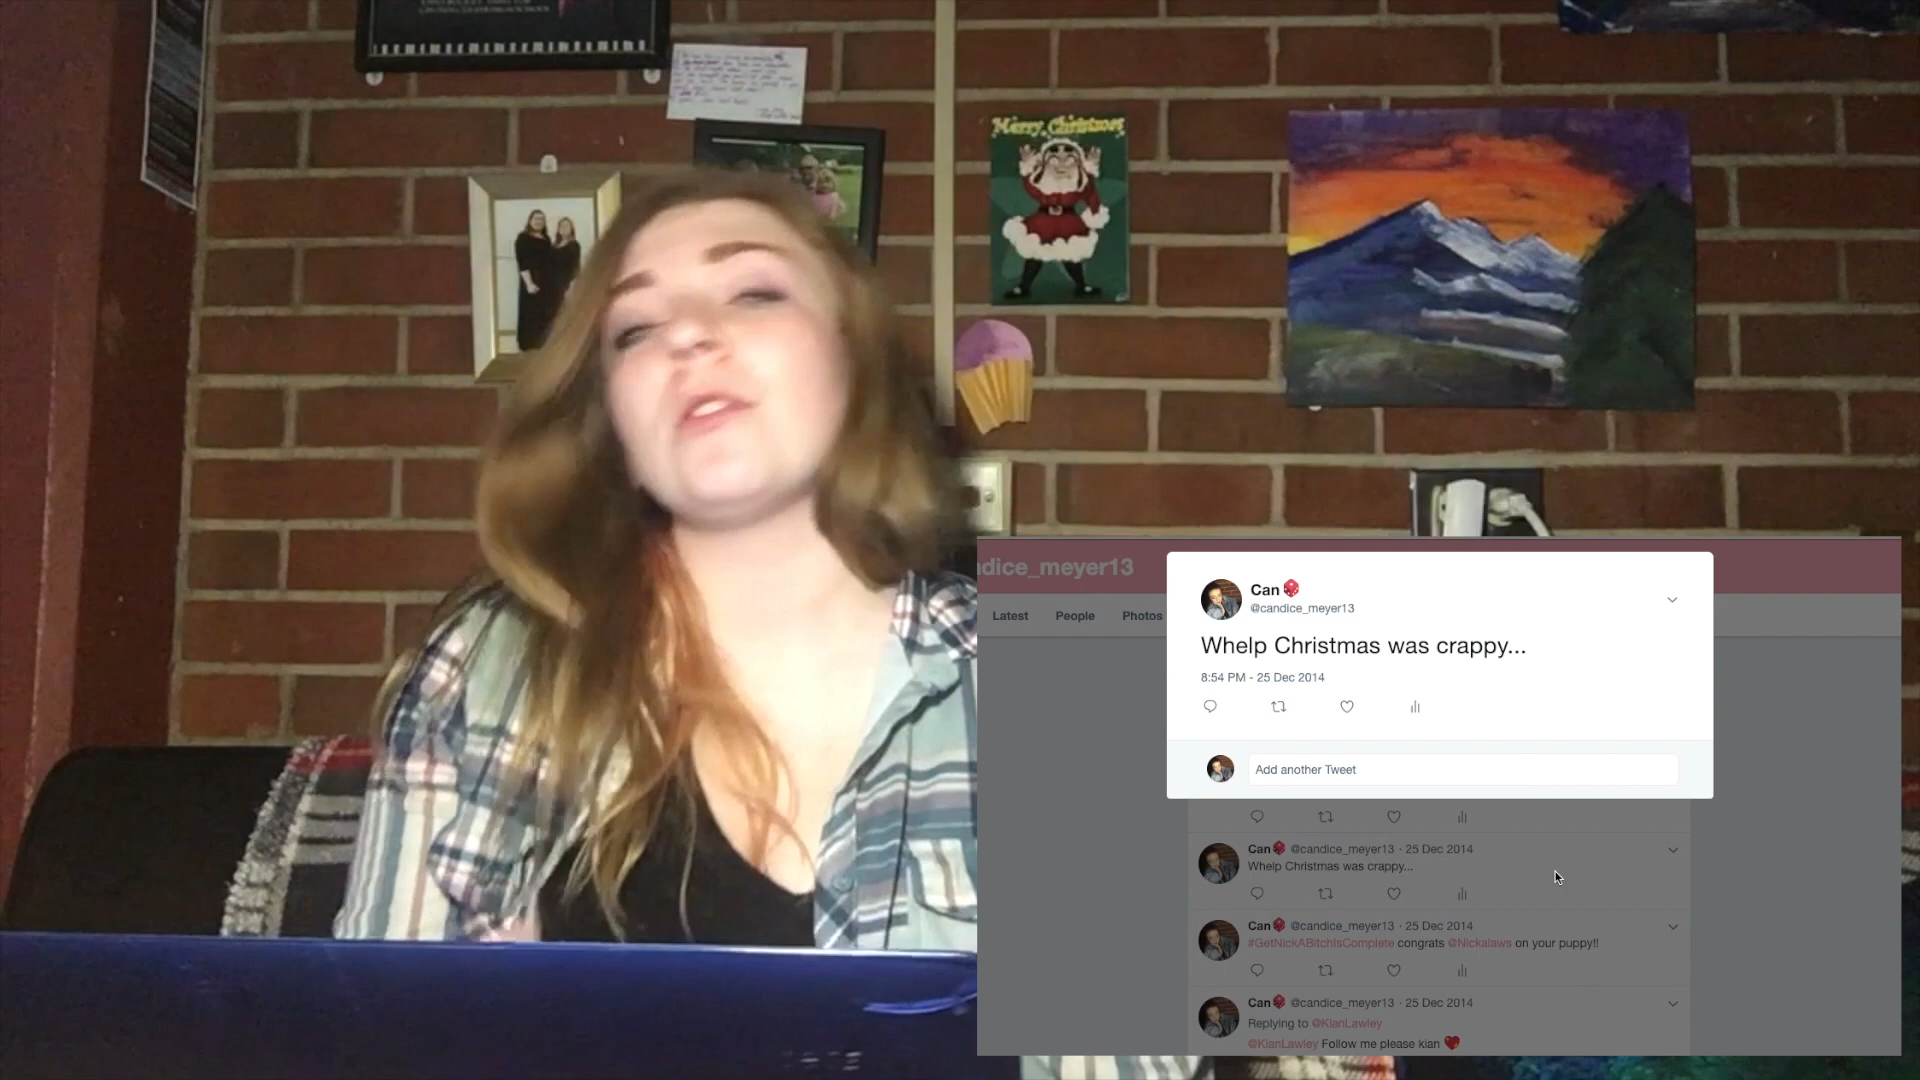 Merry Christmas
dice_meyer13
Latest People Photos
Can
@candice_meyer13
Whelp Christmas was crappy...
8:54 PM - 25 Dec 2014
Add another Tweet
Can @candice_meyer13 · 25 Dec 2014
Whelp Christmas was crappy...
Can @candice_meyer13 · 25 Dec 2014
#GetNickABitchIsComplete congrats @Nickalaws on your puppy!!
Can @candice_meyer13 · 25 Dec 2014
Replying to @KianLawley
@KianLawley Follow me please kian